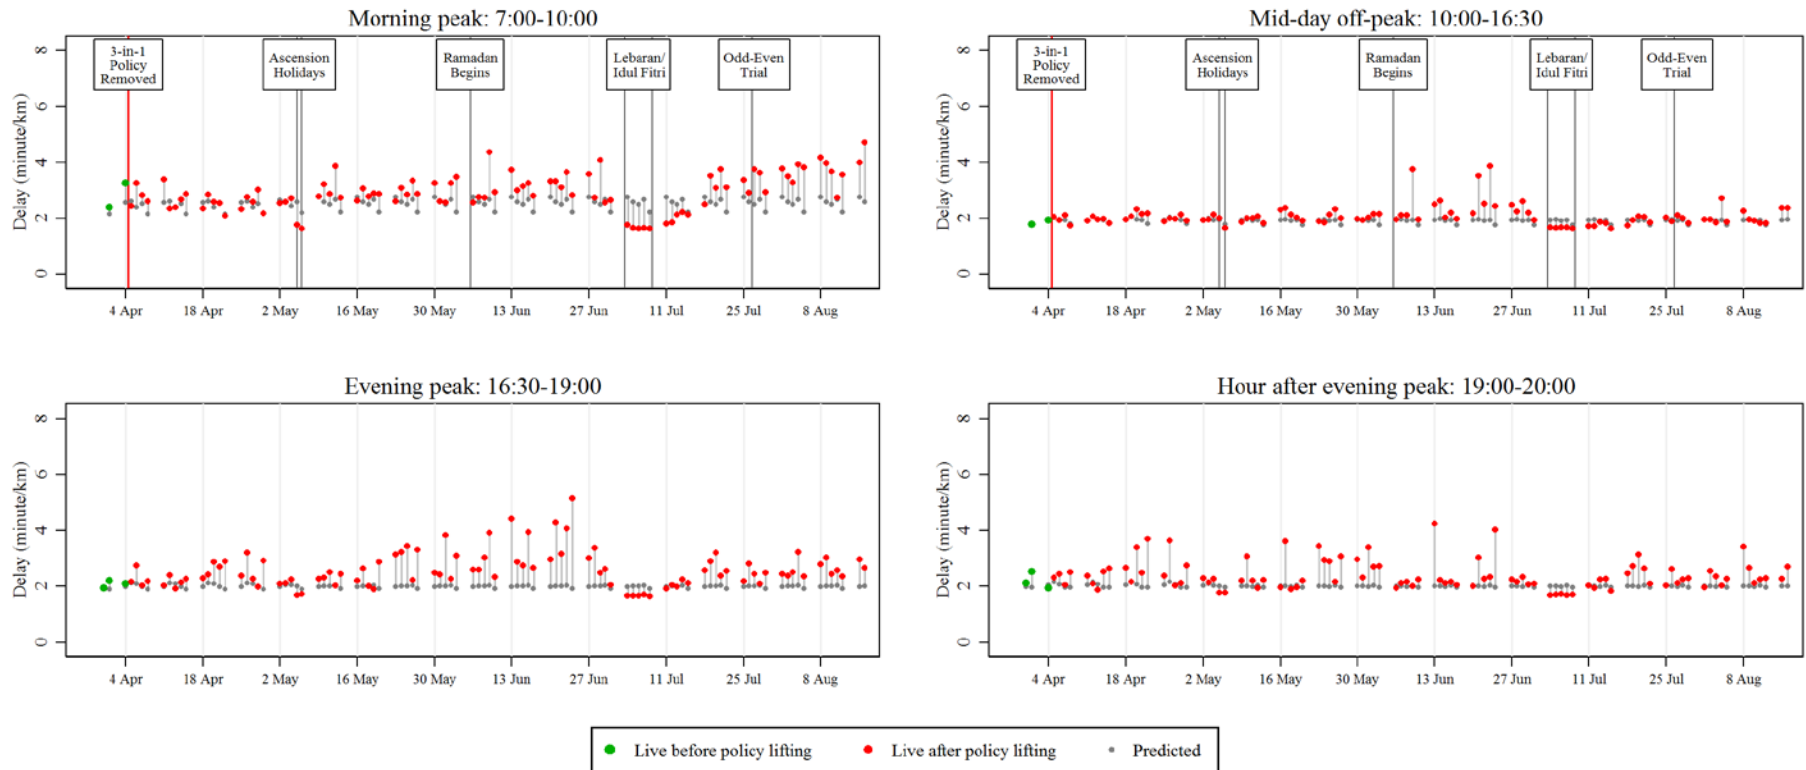 Morning peak: 7:00-10:00
3-in-1
Policy
Removed
Ascension
Holidays
Ramadan
Begins
Lebaran/
Idul Fitri
Odd-Even
Trial
Delay (minute/km)
8
6
4
2
0
4 Apr 18 Apr 2 May 16 May 30 May 13 Jun 27 Jun 11 Jul 25 Jul 8 Aug
Mid-day off-peak: 10:00-16:30
3-in-1
Policy
Removed
Ascension
Holidays
Ramadan
Begins
Lebaran/
Idul Fitri
Odd-Even
Trial
Delay (minute/km)
8
6
4
2
0
4 Apr 18 Apr 2 May 16 May 30 May 13 Jun 27 Jun 11 Jul 25 Jul 8 Aug
Evening peak: 16:30-19:00
Delay (minute/km)
8
6
4
2
0
4 Apr 18 Apr 2 May 16 May 30 May 13 Jun 27 Jun 11 Jul 25 Jul 8 Aug
Hour after evening peak: 19:00-20:00
Delay (minute/km)
8
6
4
2
0
4 Apr 18 Apr 2 May 16 May 30 May 13 Jun 27 Jun 11 Jul 25 Jul 8 Aug
Live before policy lifting Live after policy lifting Predicted